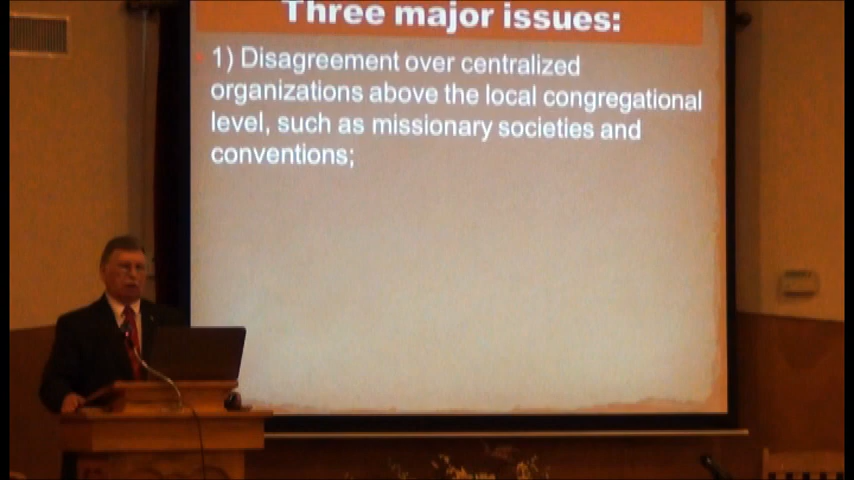 Three major issues:
1) Disagreement over centralized
organizations above the local congregational
level, such as missionary societies and
conventions;